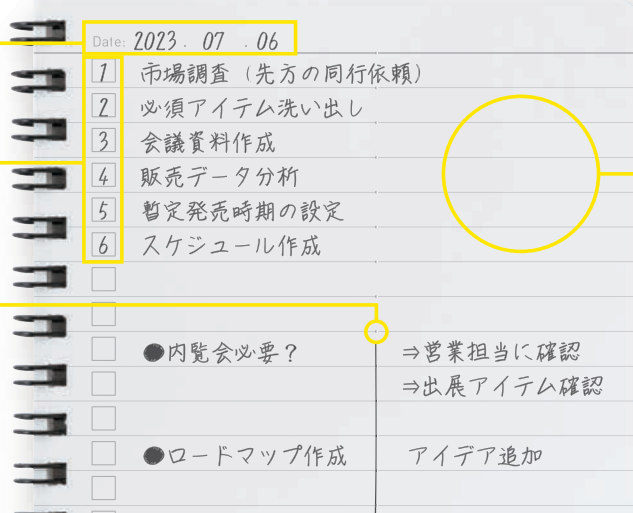 Date: 2023. 07 .06
1 市場調査（先方の同行依頼）
2 必須アイテム洗い出し
3 会議資料作成
4 販売データ分析
5 暫定発売時期の設定
6 スケジュール作成
●内覧会必要？ ⇒営業担当に確認
⇒出展アイテム確認
●ロードマップ作成 アイデア追加